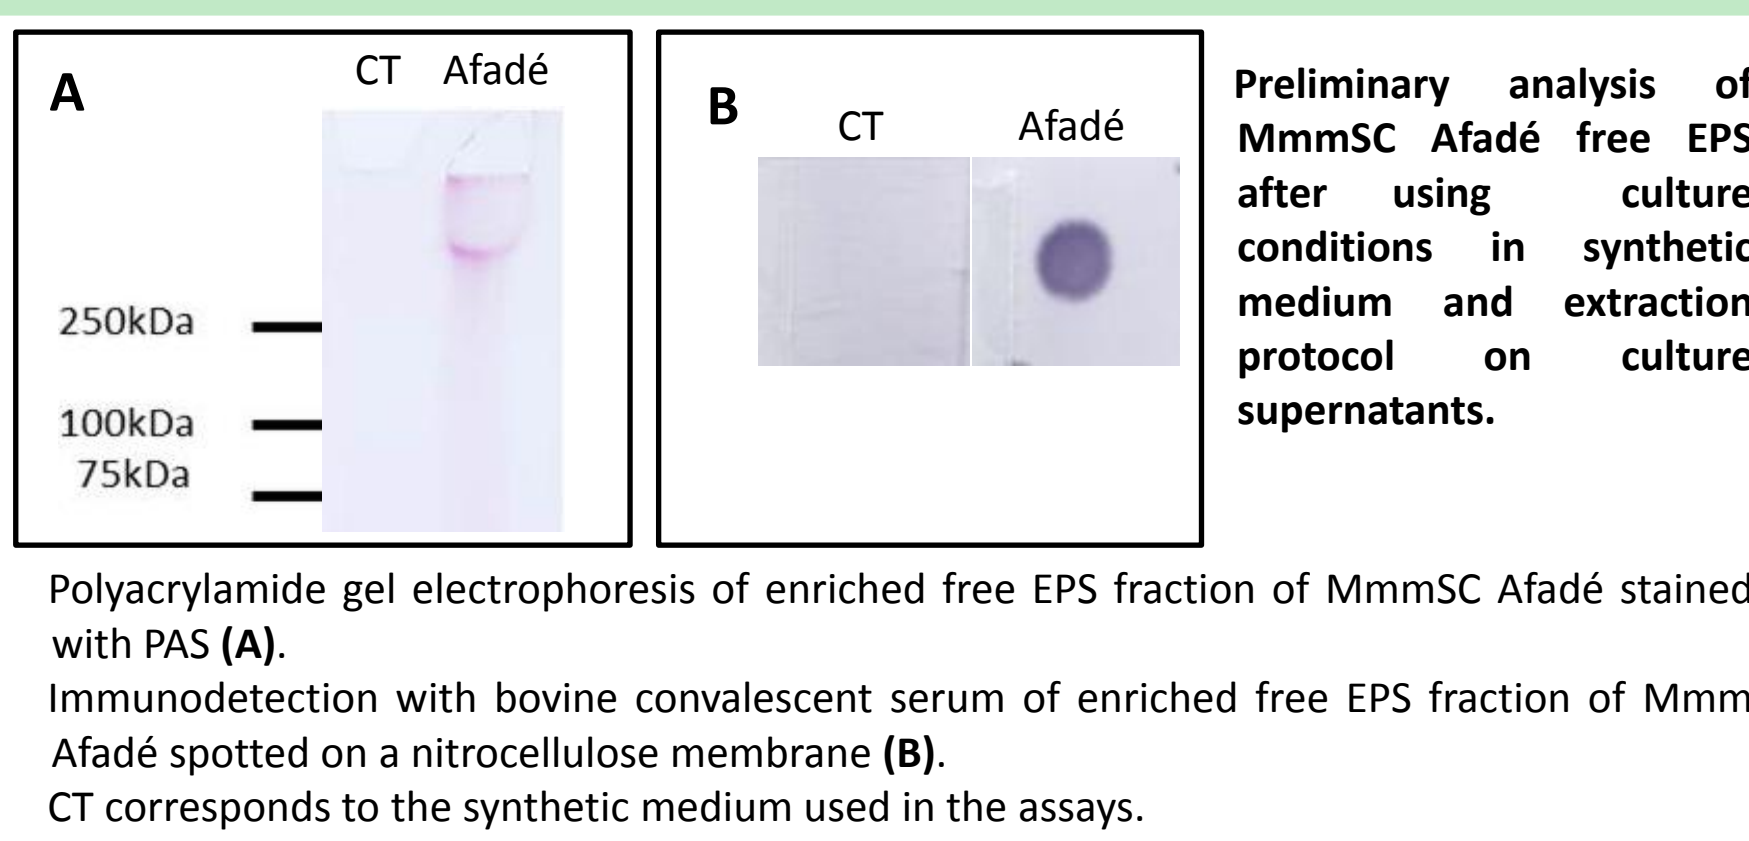 A
CT Afadé
250kDa
100kDa
75kDa
B
CT Afadé
Preliminary analysis of
MmmSC Afadé free EPS
after using culture
conditions in synthetic
medium and extraction
protocol on culture
supernatants.
Polyacrylamide gel electrophoresis of enriched free EPS fraction of MmmSC Afadé stained
with PAS (A).
Immunodetection with bovine convalescent serum of enriched free EPS fraction of Mmm
Afadé spotted on a nitrocellulose membrane (B).
CT corresponds to the synthetic medium used in the assays.